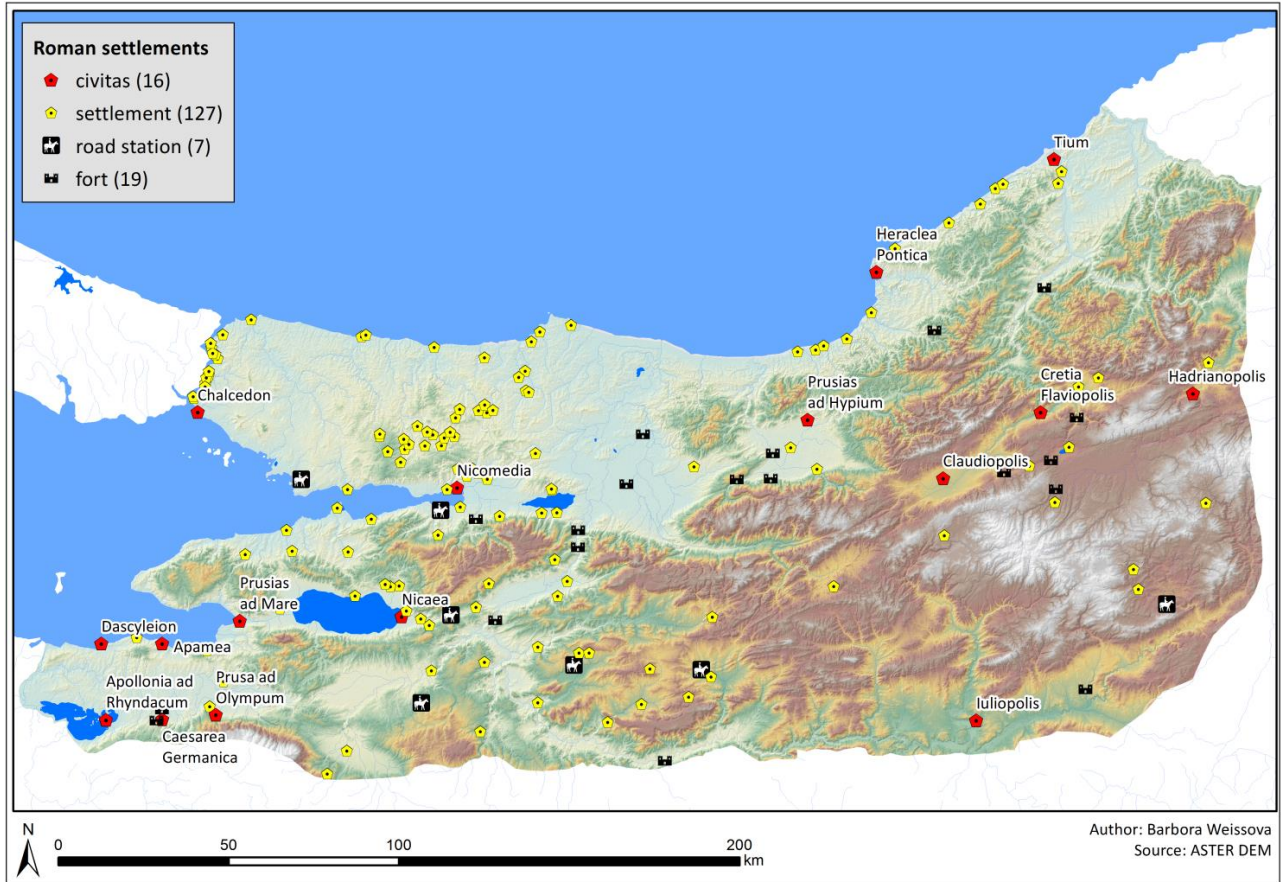 Roman settlements
civitas (16)
settlement (127)
road station (7)
fort (19)
Tium
Heraclea
Pontica
Chalcedon
Prusias
ad Hypium
Cretia
Flaviopolis
Hadrianopolis
Nicomedia
Claudiopolis
Prusias
ad Mare
Nicaea
Dascyleion
Apamea
Apollonia ad
Rhyndacum
Prusa ad
Olympum
Caesarea
Germanica
Iuliopolis
N
0 50 100 200
km
Author: Barbora Weissova
Source: ASTER DEM